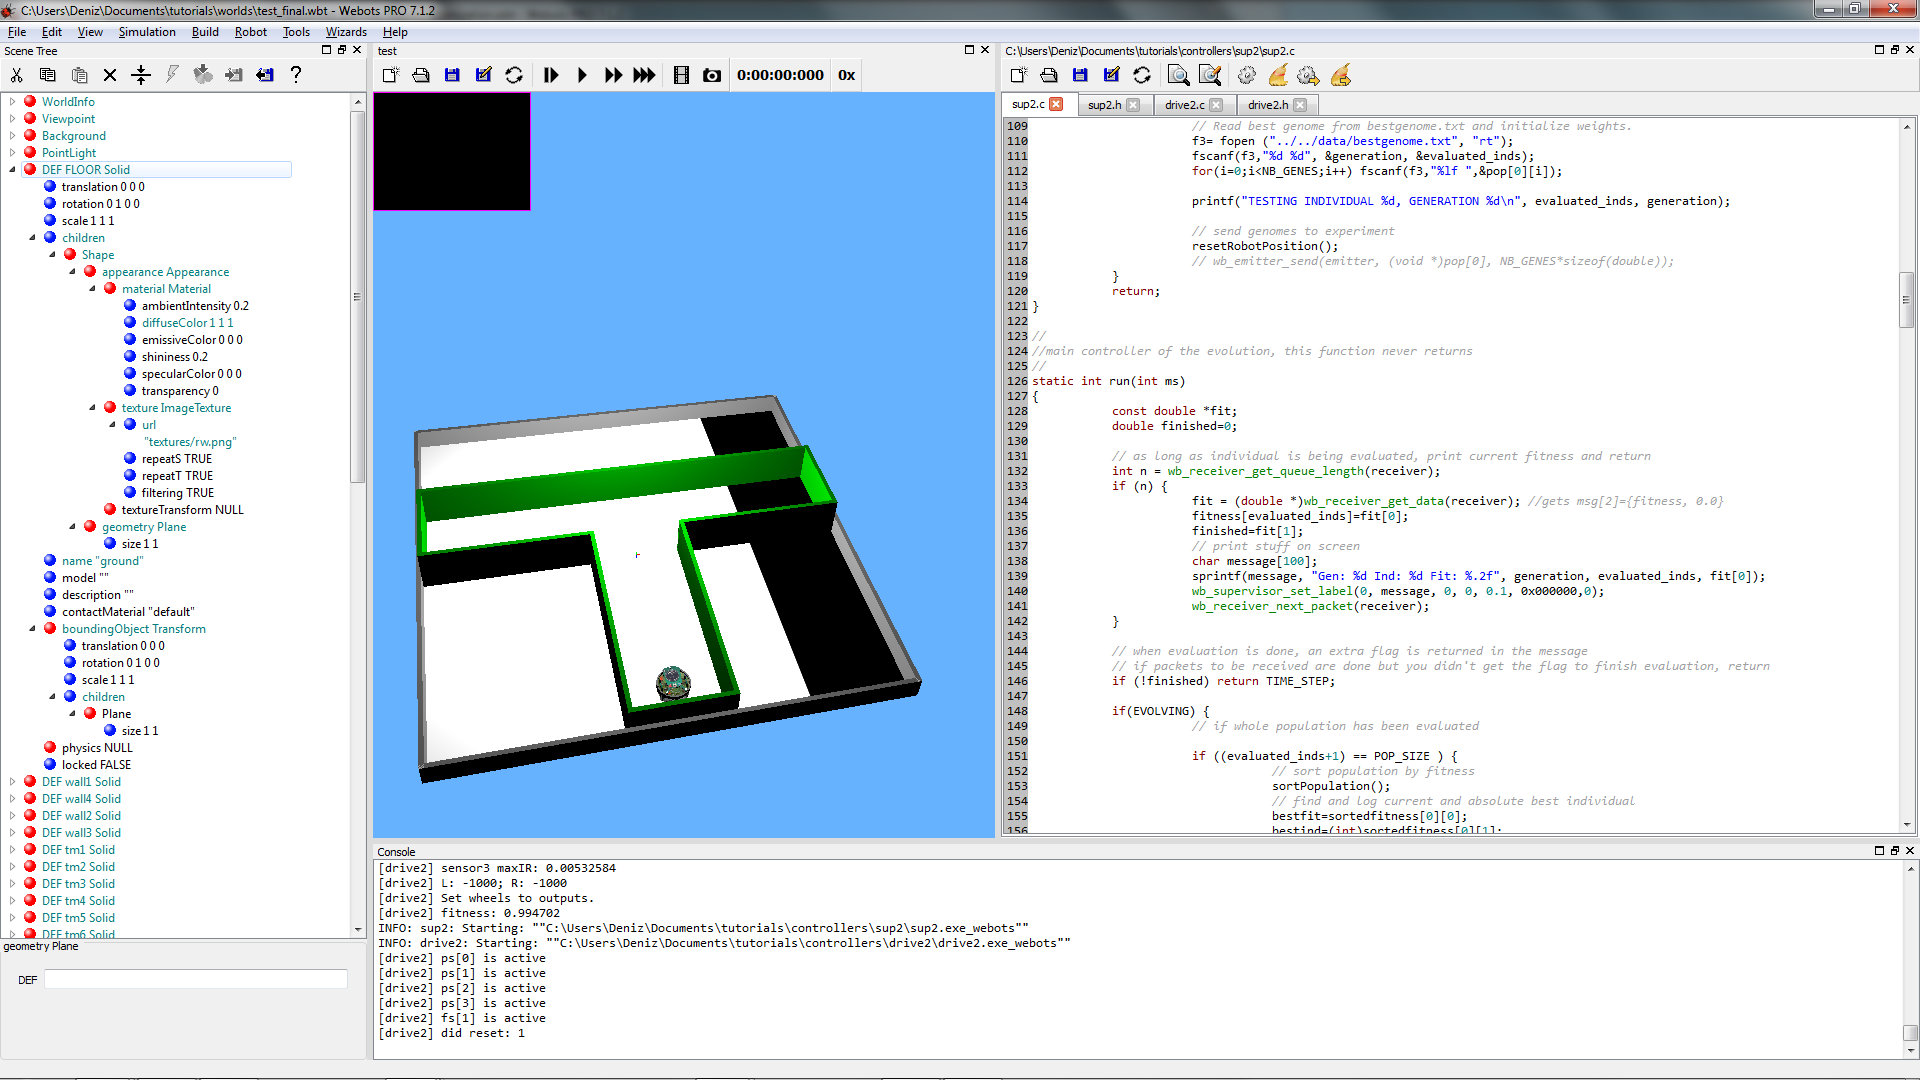 C:\Users\Deniz\Documents\tutorials\worlds\test_final.wbt - Webots PRO 7.1.2
File Edit View Simulation Build Robot Tools Wizards Help
Scene Tree
WorldInfo
Viewpoint
Background
PointLight
DEF FLOOR Solid
translation 0 0 0
rotation 0 1 0 0
scale 1 1 1
children
Shape
appearance Appearance
material Material
ambientIntensity 0.2
diffuseColor 1 1 1
emissiveColor 0 0 0
shininess 0.2
specularColor 0 0 0
transparency 0
texture ImageTexture
url
"textures/rw.png"
repeatS TRUE
repeatT TRUE
filtering TRUE
textureTransform NULL
geometry Plane
size 1 1
name "ground"
model ""
description ""
contactMaterial "default"
boundingObject Transform
translation 0 0 0
rotation 0 1 0 0
scale 1 1 1
children
Plane
size 1 1
physics NULL
locked FALSE
DEF wall1 Solid
DEF wall4 Solid
DEF wall2 Solid
DEF wall3 Solid
DEF tm1 Solid
DEF tm2 Solid
DEF tm3 Solid
DEF tm4 Solid
DEF tm5 Solid
DEF tm6 Solid
geometry Plane
DEF
test
0:00:00:000 0x
C:\Users\Deniz\Documents\tutorials\controllers\sup2\sup2.c
sup2.c sup2.h drive2.c drive2.h
109 // Read best genome from bestgenome.txt and initialize weights.
110 f3= fopen ("../../data/bestgenome.txt", "rt");
111 fscanf(f3,"%d %d", &generation, &evaluated_inds);
112 for(i=0;i<NB_GENES;i++) fscanf(f3,"%lf ",&pop[0][i]);
113
114 printf("TESTING INDIVIDUAL %d, GENERATION %d\n", evaluated_inds, generation);
115
116 // send genomes to experiment
117 resetRobotPosition();
118 // wb_emitter_send(emitter, (void *)pop[0], NB_GENES*sizeof(double));
119 }
120 return;
121 }
122
123 //
124 //main controller of the evolution, this function never returns
125 //
126 static int run(int ms)
127 {
128 const double *fit;
129 double finished=0;
130
131 // as long as individual is being evaluated, print current fitness and return
132 int n = wb_receiver_get_queue_length(receiver);
133 if (n) {
134 fit = (double *)wb_receiver_get_data(receiver); //gets msg[2]={fitness, 0.0}
135 fitness[evaluated_inds]=fit[0];
136 finished=fit[1];
137 // print stuff on screen
138 char message[100];
139 sprintf(message, "Gen: %d Ind: %d Fit: %.2f", generation, evaluated_inds, fit[0]);
140 wb_supervisor_set_label(0, message, 0, 0, 0.1, 0x000000,0);
141 wb_receiver_next_packet(receiver);
142 }
143
144 // when evaluation is done, an extra flag is returned in the message
145 // if packets to be received are done but you didn't get the flag to finish evaluation, return
146 if (!finished) return TIME_STEP;
147
148 if(EVOLVING) {
149 // if whole population has been evaluated
150
151 if ((evaluated_inds+1) == POP_SIZE ) {
152 // sort population by fitness
153 sortPopulation();
154 // find and log current and absolute best individual
155 bestfit=sortedfitness[0][0];
156 bestind=(int)sortedfitness[0][1];
Console
[drive2] sensor3 maxIR: 0.00532584
[drive2] L: -1000; R: -1000
[drive2] Set wheels to outputs.
[drive2] fitness: 0.994702
INFO: sup2: Starting: ""C:\Users\Deniz\Documents\tutorials\controllers\sup2\sup2.exe_webots""
INFO: drive2: Starting: ""C:\Users\Deniz\Documents\tutorials\controllers\drive2\drive2.exe_webots""
[drive2] ps[0] is active
[drive2] ps[1] is active
[drive2] ps[2] is active
[drive2] ps[3] is active
[drive2] fs[1] is active
[drive2] did reset: 1